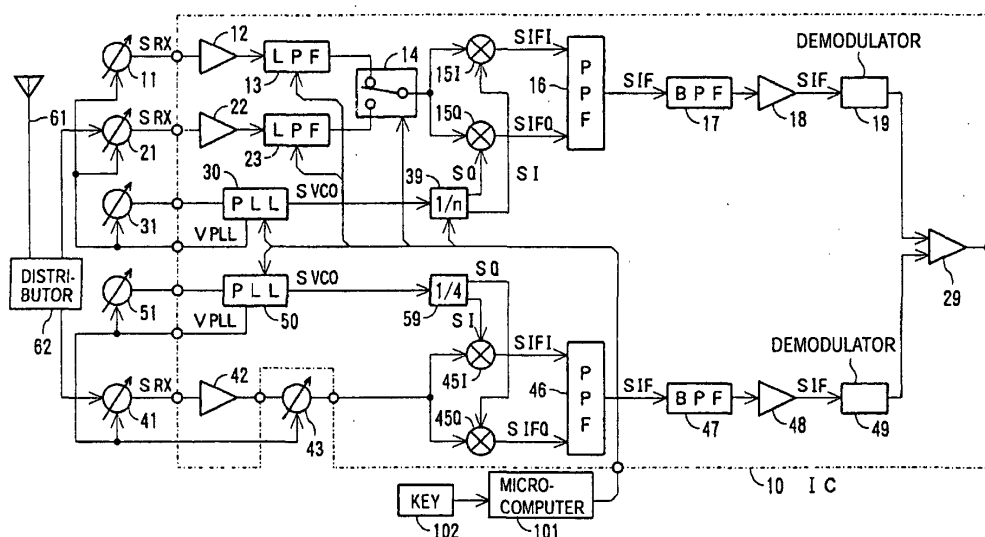 SRX 12 LPF 14 SIFI DEMODULATOR
11 13 15I 16 PPF SIF BPF SIF
17 18 19
61 SRX 22 LPF 15Q SIFQ
21 23 39 SQ SI
30 PLL SVCO 1/n
31 VPLL
DISTRI-
BUTOR
62
51 PLL SVCO 1/4 SQ
VPLL 50 59 SI
29
DEMODULATOR
SRX 42 45I SIFI PPF SIF BPF SIF
41 43 45Q SIFQ 46 47 48 49
KEY MICRO-
COMPUTER
102 101
10 IC